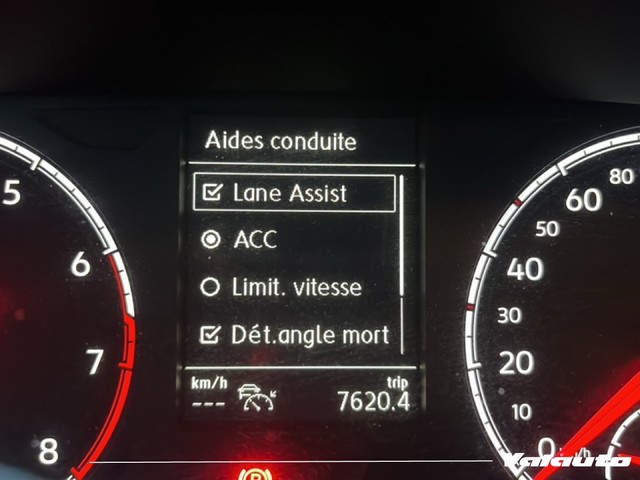 Aides conduite
Lane Assist
ACC
Limit. vitesse
Dét.angle mort
km/h
trip
---
7620.4
5
6
7
8
80
60
50
40
30
20
10
0
Xalauto
P